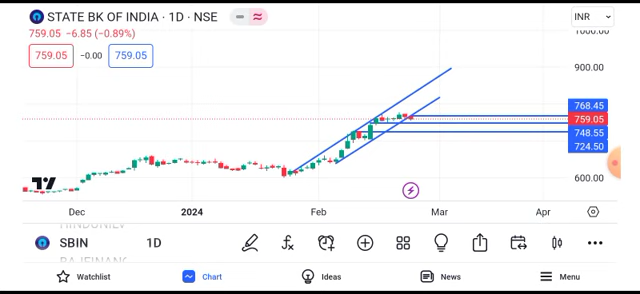 STATE BK OF INDIA · 1D · NSE
INR
759.05 −6.85 (−0.89%)
1000.00
759.05 −0.00 759.05
900.00
768.45
759.05
748.55
724.50
600.00
Dec 2024 Feb Mar Apr
SBIN 1D
Watchlist Chart Ideas News Menu